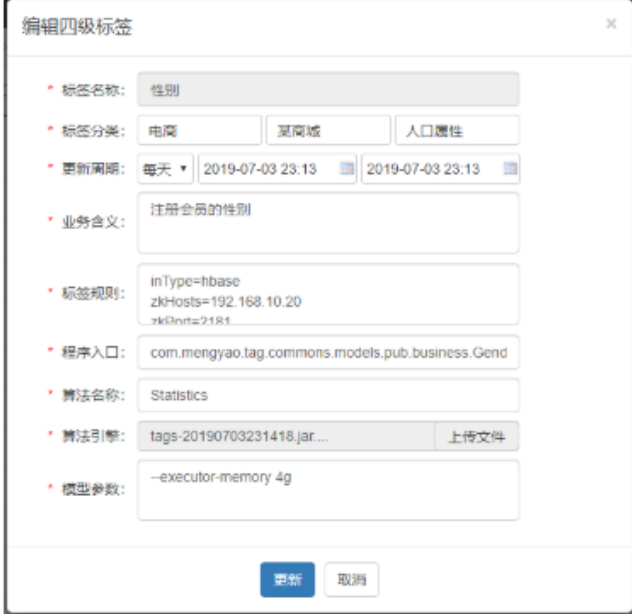 编辑四级标签 ×
* 标签名称： 性别
* 标签分类： 电商 某商城 人口属性
* 更新周期： 每天 2019-07-03 23:13 2019-07-03 23:13
* 业务含义： 注册会员的性别
* 标签规则： inType=hbase
zkHosts=192.168.10.20
zkPort=2181
* 程序入口： com.mengyao.tag.commons.models.pub.business.Gend
* 算法名称： Statistics
* 算法引擎： tags-20190703231418.jar.... 上传文件
* 模型参数： --executor-memory 4g
更新 取消